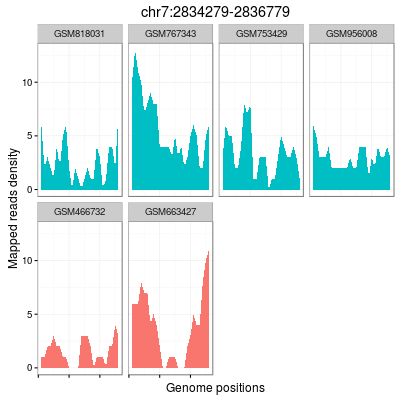 chr7:2834279-2836779
GSM818031 GSM767343 GSM753429 GSM956008
10
5
0
GSM466732 GSM663427
10
5
0
Mapped reads density
Genome positions